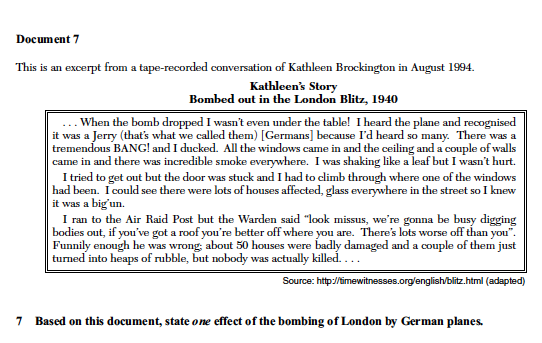 Document 7
This is an excerpt from a tape-recorded conversation of Kathleen Brockington in August 1994.
Kathleen's Story
Bombed out in the London Blitz, 1940
. . . When the bomb dropped I wasn't even under the table! I heard the plane and recognised
it was a Jerry (that's what we called them) [Germans] because I'd heard so many. There was a
tremendous BANG! and I ducked. All the windows came in and the ceiling and a couple of walls
came in and there was incredible smoke everywhere. I was shaking like a leaf but I wasn't hurt.
I tried to get out but the door was stuck and I had to climb through where one of the windows
had been. I could see there were lots of houses affected, glass everywhere in the street so I knew
it was a big'un.
I ran to the Air Raid Post but the Warden said "look missus, we're gonna be busy digging
bodies out, if you've got a roof you're better off where you are. There's lots worse off than you".
Funnily enough he was wrong; about 50 houses were badly damaged and a couple of them just
turned into heaps of rubble, but nobody was actually killed. . . .
Source: http://timewitnesses.org/english/blitz.html (adapted)
7 Based on this document, state one effect of the bombing of London by German planes.